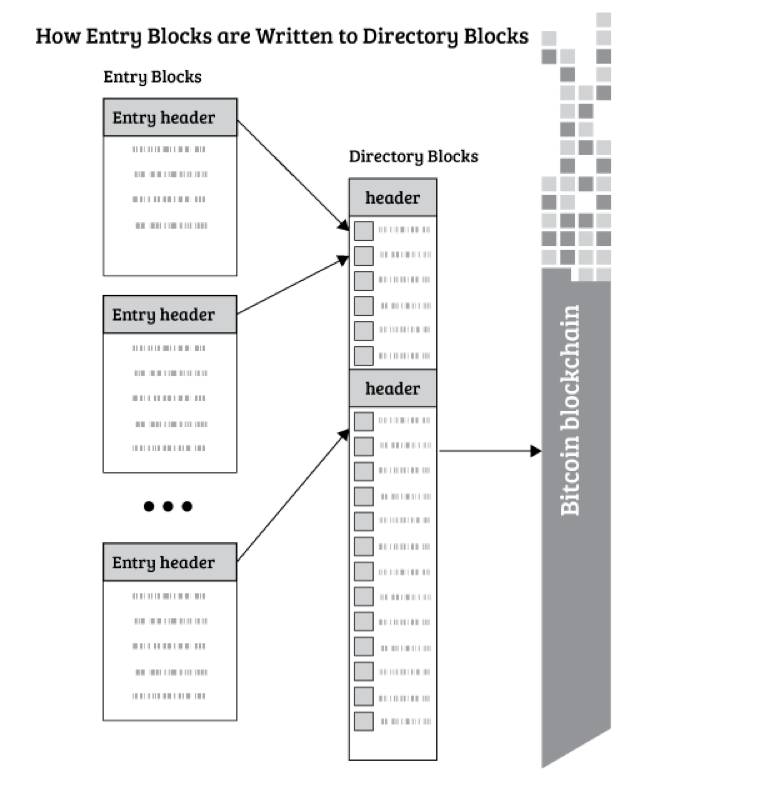 How Entry Blocks are Written to Directory Blocks
Entry Blocks
Entry header
Entry header
Entry header
Directory Blocks
header
header
Bitcoin blockchain